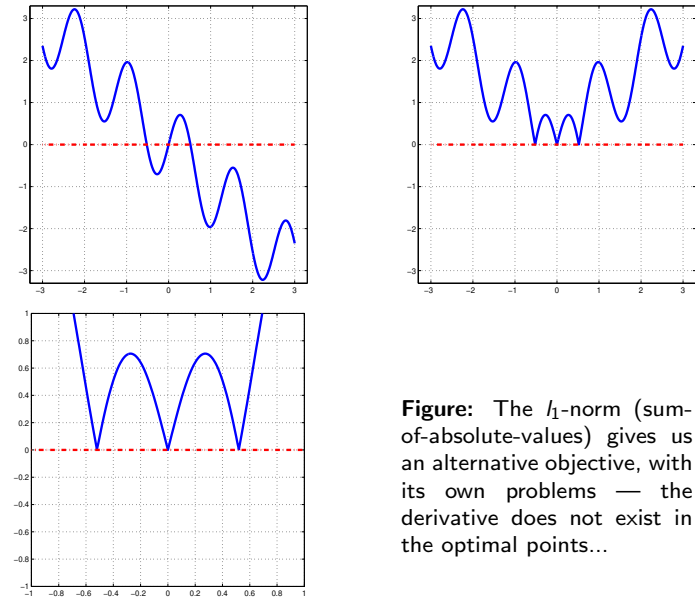 3
2
1
0
−1
−2
−3
−3 −2 −1 0 1 2 3
3
2
1
0
−1
−2
−3
−3 −2 −1 0 1 2 3
1
0.8
0.6
0.4
0.2
0
−0.2
−0.4
−0.6
−0.8
−1
−1 −0.8 −0.6 −0.4 −0.2 0 0.2 0.4 0.6 0.8 1
Figure: The l₁-norm (sum-
of-absolute-values) gives us
an alternative objective, with
its own problems — the
derivative does not exist in
the optimal points...